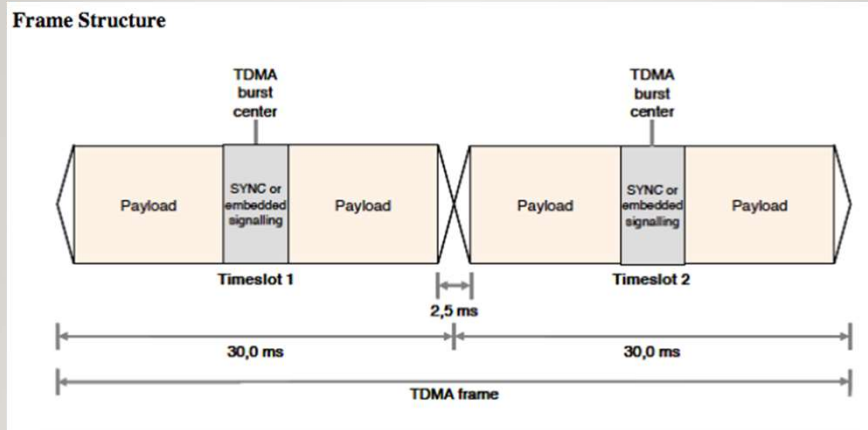 Frame Structure
TDMA
burst
center
TDMA
burst
center
Payload
SYNC or
embedded
signalling
Payload
Payload
SYNC or
embedded
signalling
Payload
Timeslot 1
Timeslot 2
2,5 ms
30,0 ms
30,0 ms
TDMA frame